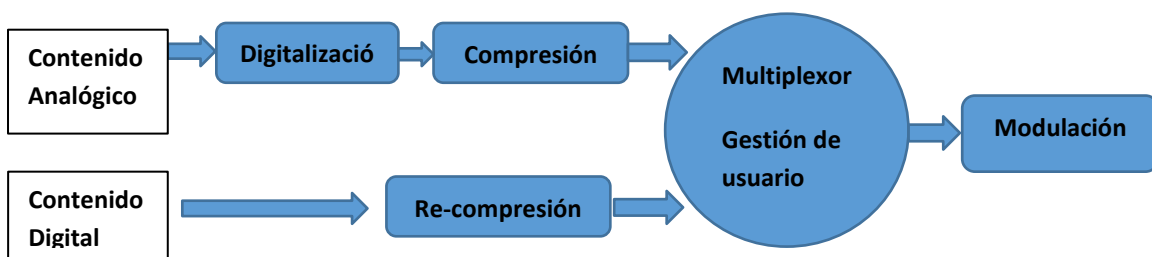 Contenido
Analógico
Digitalizació
Compresión
Multiplexor
Gestión de
usuario
Modulación
Contenido
Digital
Re-compresión